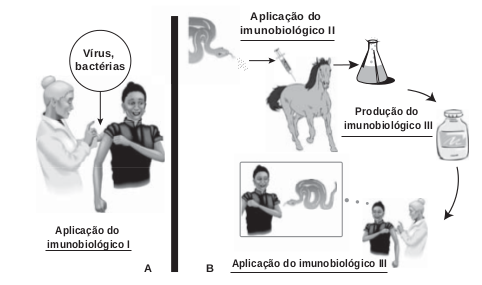 Vírus,
bactérias
Aplicação do
imunobiológico I
A
Aplicação do
imunobiológico II
Produção do
imunobiológico III
B
Aplicação do imunobiológico III